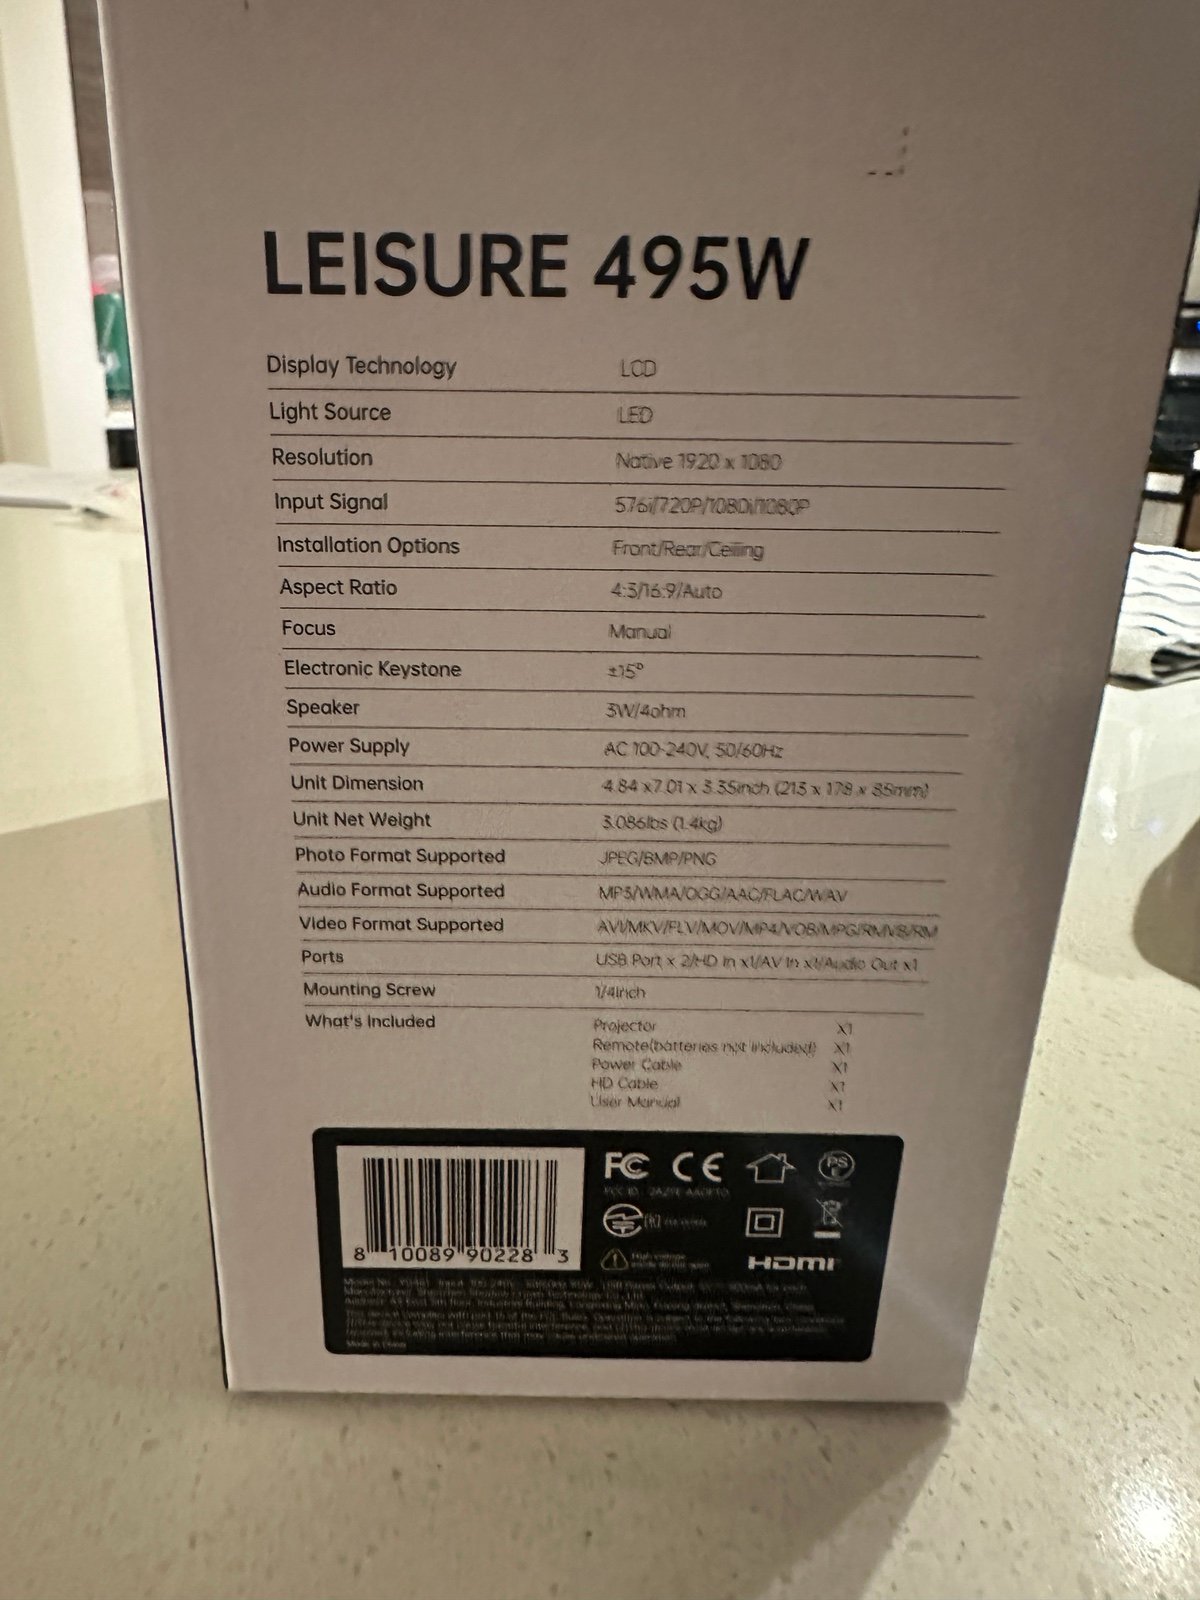 LEISURE 495W
Display Technology LCD
Light Source LED
Resolution Native 1920 x 1080
Input Signal 576i/720P/1080i/1080P
Installation Options Front/Rear/Ceiling
Aspect Ratio 4:3/16:9/Auto
Focus Manual
Electronic Keystone ±15°
Speaker 3W/4ohm
Power Supply AC 100-240V, 50/60Hz
Unit Dimension 4.84 x7.01 x 3.35inch (213 x 178 x 85mm)
Unit Net Weight 3.086lbs (1.4kg)
Photo Format Supported JPEG/BMP/PNG
Audio Format Supported MP3/WMA/OGG/AAC/FLAC/WAV
Video Format Supported AVI/MKV/FLV/MOV/MP4/VOB/MPG/RMVB/RM
Ports USB Port x 2/HD In x1/AV In x1/Audio Out x1
Mounting Screw 1/4inch
What's Included Projector X1
Remote(batteries not included) X1
Power Cable X1
HD Cable X1
User Manual X1
8 10089 90228 3
FC CE PS
FCC ID
HDMI
Made in China